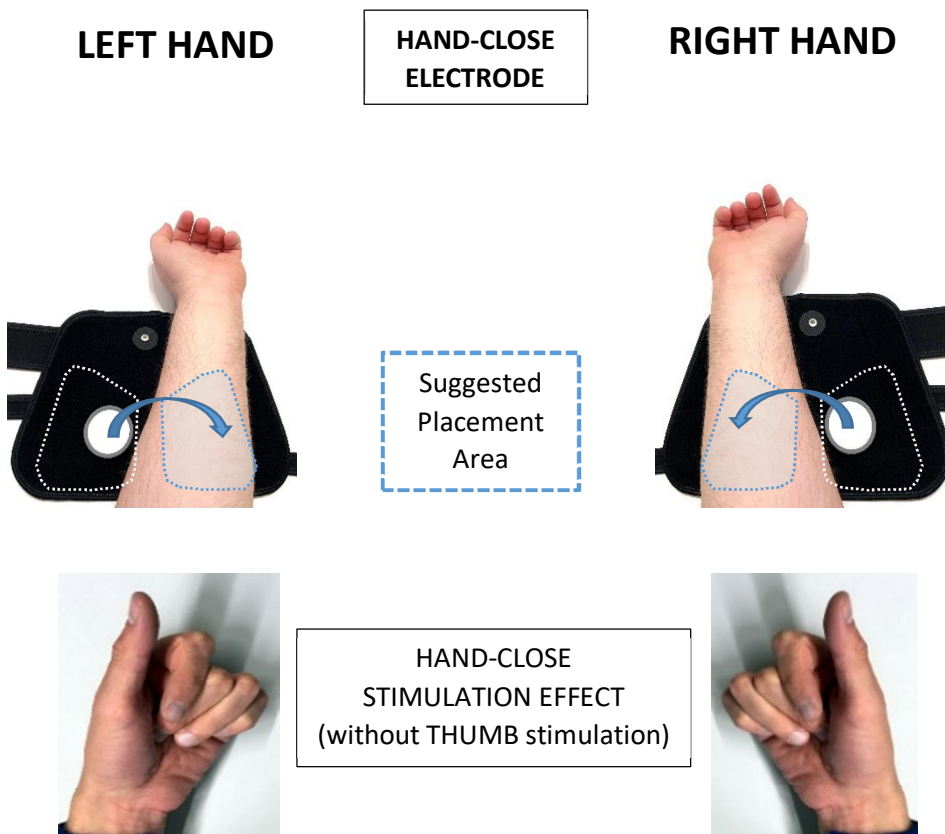 LEFT HAND
HAND-CLOSE
ELECTRODE
RIGHT HAND
Suggested
Placement
Area
HAND-CLOSE
STIMULATION EFFECT
(without THUMB stimulation)